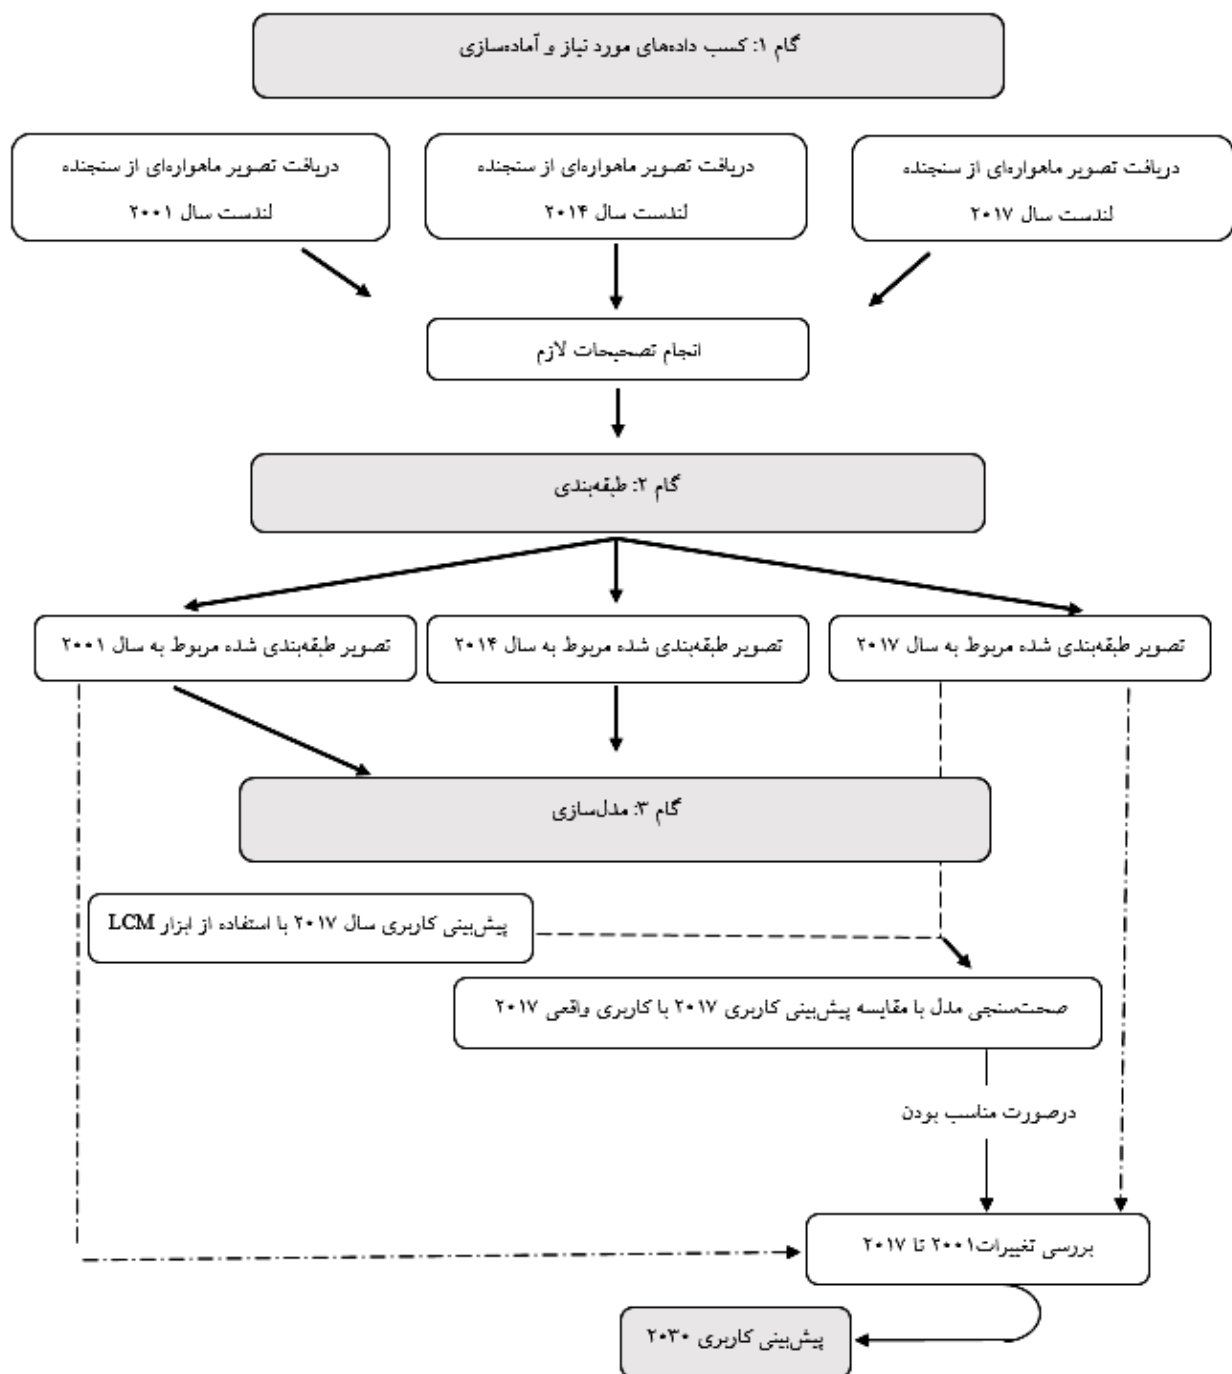 گام ۱: کسب داده‌های مورد نیاز و آماده‌سازی
دریافت تصویر ماهواره‌ای از سنجنده
لندست سال ۲۰۱۷
دریافت تصویر ماهواره‌ای از سنجنده
لندست سال ۲۰۱۴
دریافت تصویر ماهواره‌ای از سنجنده
لندست سال ۲۰۰۱
انجام تصحیحات لازم
گام ۲: طبقه‌بندی
تصویر طبقه‌بندی شده مربوط به سال ۲۰۱۷
تصویر طبقه‌بندی شده مربوط به سال ۲۰۱۴
تصویر طبقه‌بندی شده مربوط به سال ۲۰۰۱
گام ۳: مدل‌سازی
پیش‌بینی کاربری سال ۲۰۱۷ با استفاده از ابزار LCM
صحت‌سنجی مدل با مقایسه پیش‌بینی کاربری ۲۰۱۷ با کاربری واقعی ۲۰۱۷
درصورت مناسب بودن
بررسی تغییرات۲۰۰۱ تا ۲۰۱۷
پیش‌بینی کاربری ۲۰۳۰